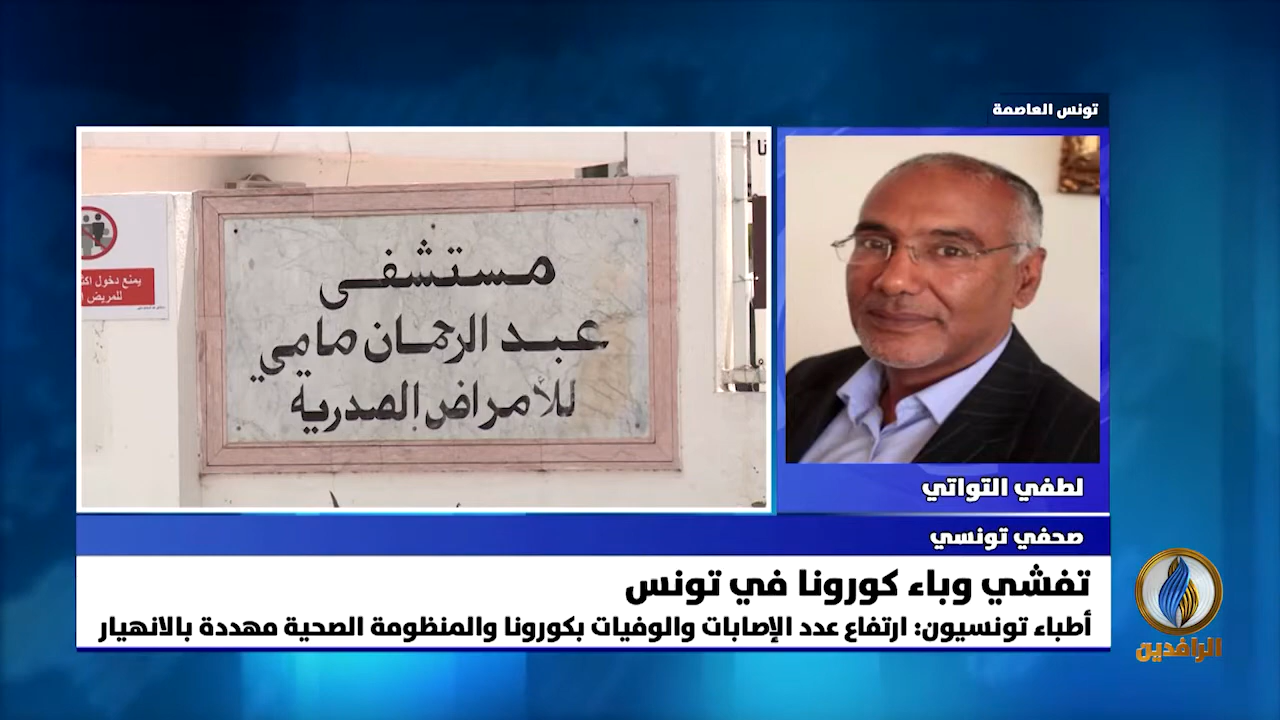 تونس العاصمة
نا
يمنع دخول
للمريض
مستشفى
عبد الرحمان مامي
للأمراض الصدرية
لطفي التواتي
صحفي تونسي
تفشي وباء كورونا في تونس
أطباء تونسيون: ارتفاع عدد الإصابات والوفيات بكورونا والمنظومة الصحية مهددة بالانهيار
الرافدين